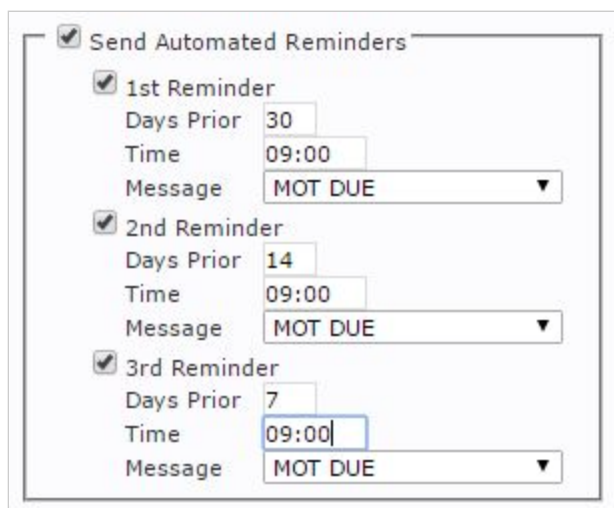 Send Automated Reminders
1st Reminder
Days Prior 30
Time 09:00
Message MOT DUE
2nd Reminder
Days Prior 14
Time 09:00
Message MOT DUE
3rd Reminder
Days Prior 7
Time 09:00
Message MOT DUE